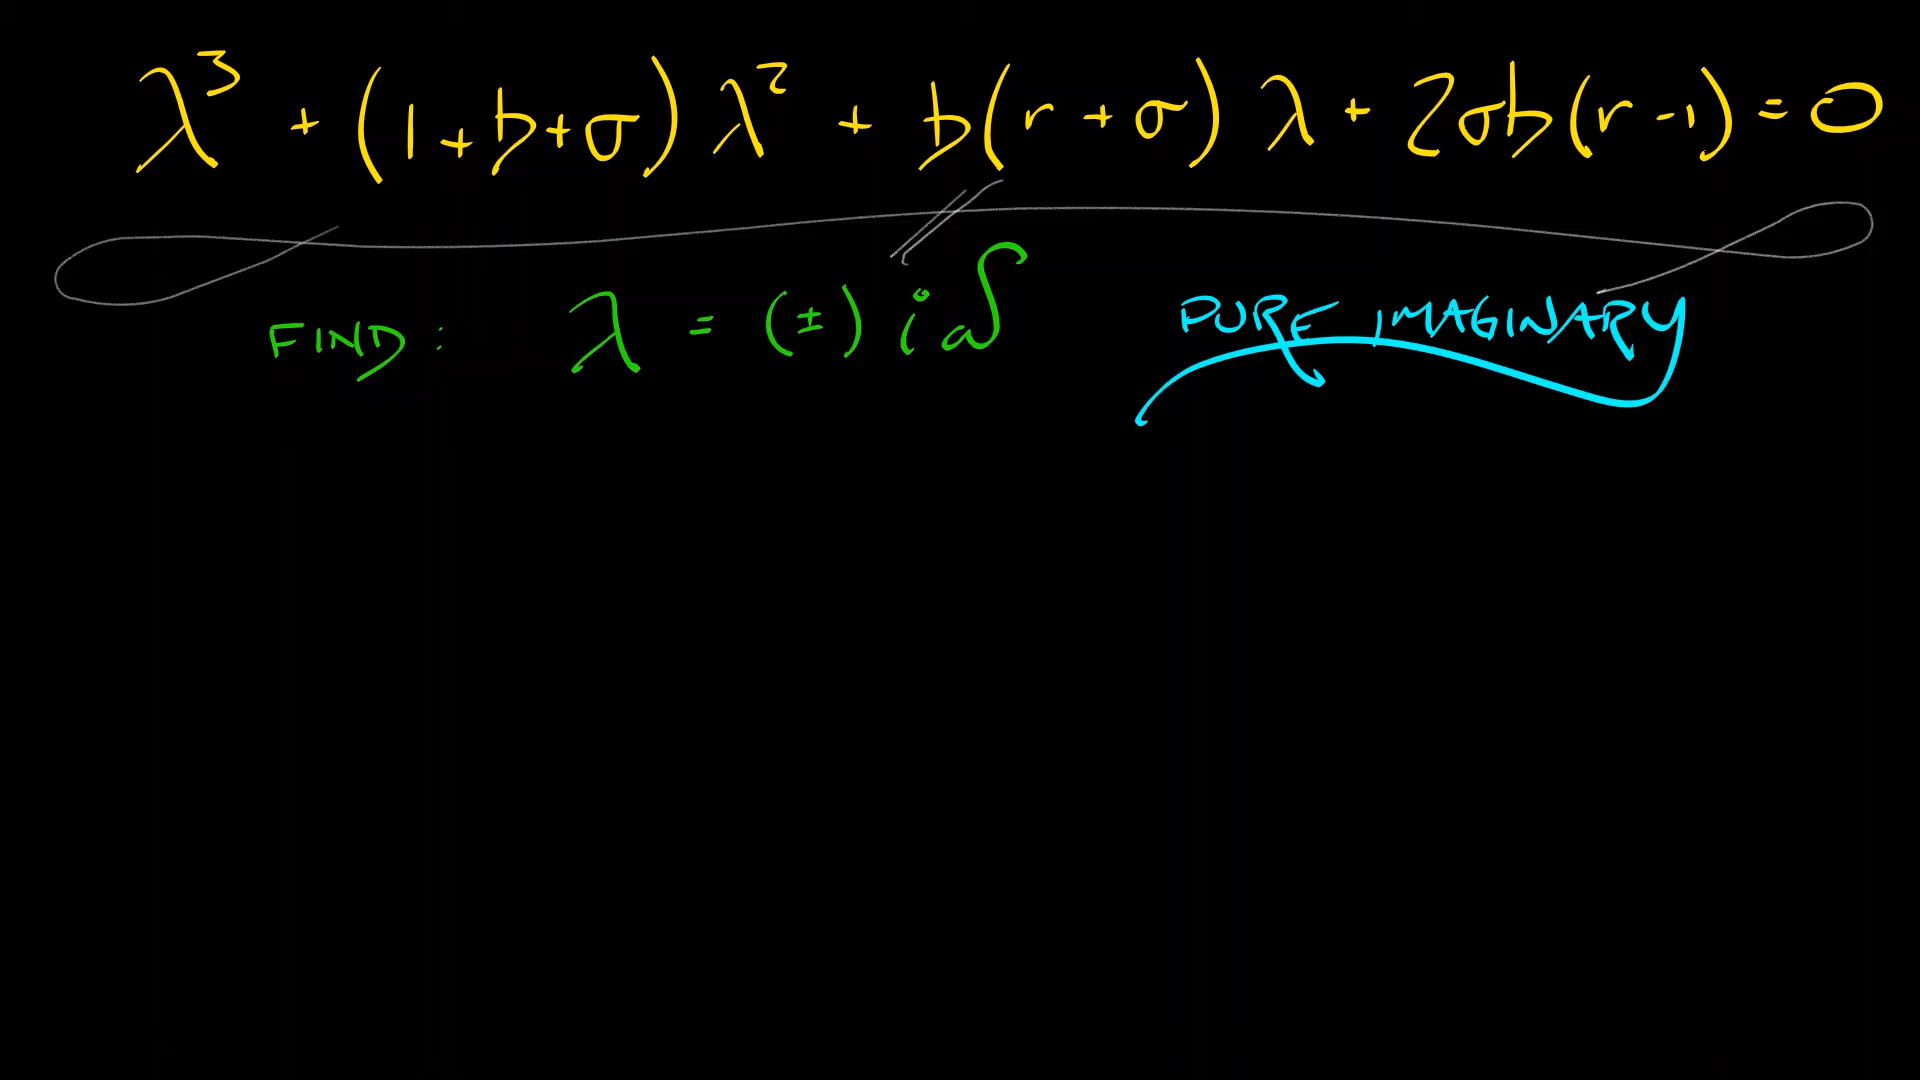 λ³ + (1+b+σ)λ² + b(r+σ)λ + 2σb(r-1) = 0
FIND: λ = (±) iω PURE IMAGINARY